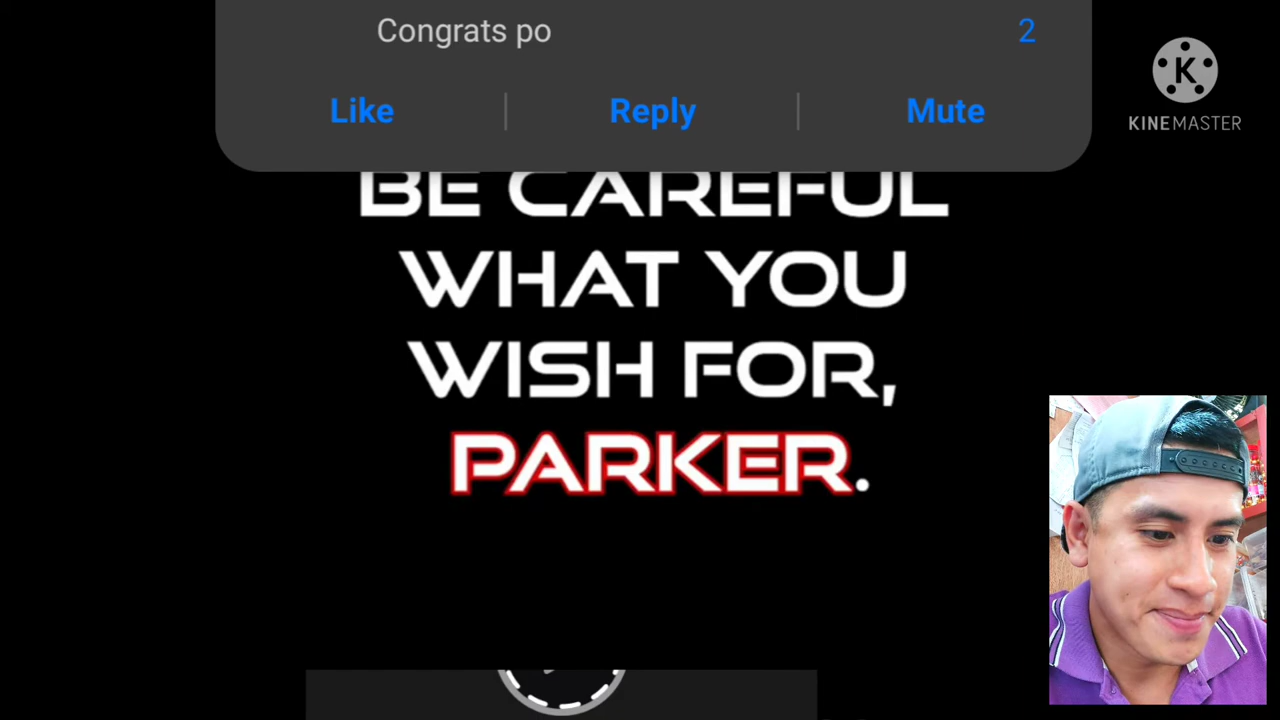 Congrats po
2
Like
Reply
Mute
K
KINEMASTER
BE CAREFUL
WHAT YOU
WISH FOR,
PARKER.